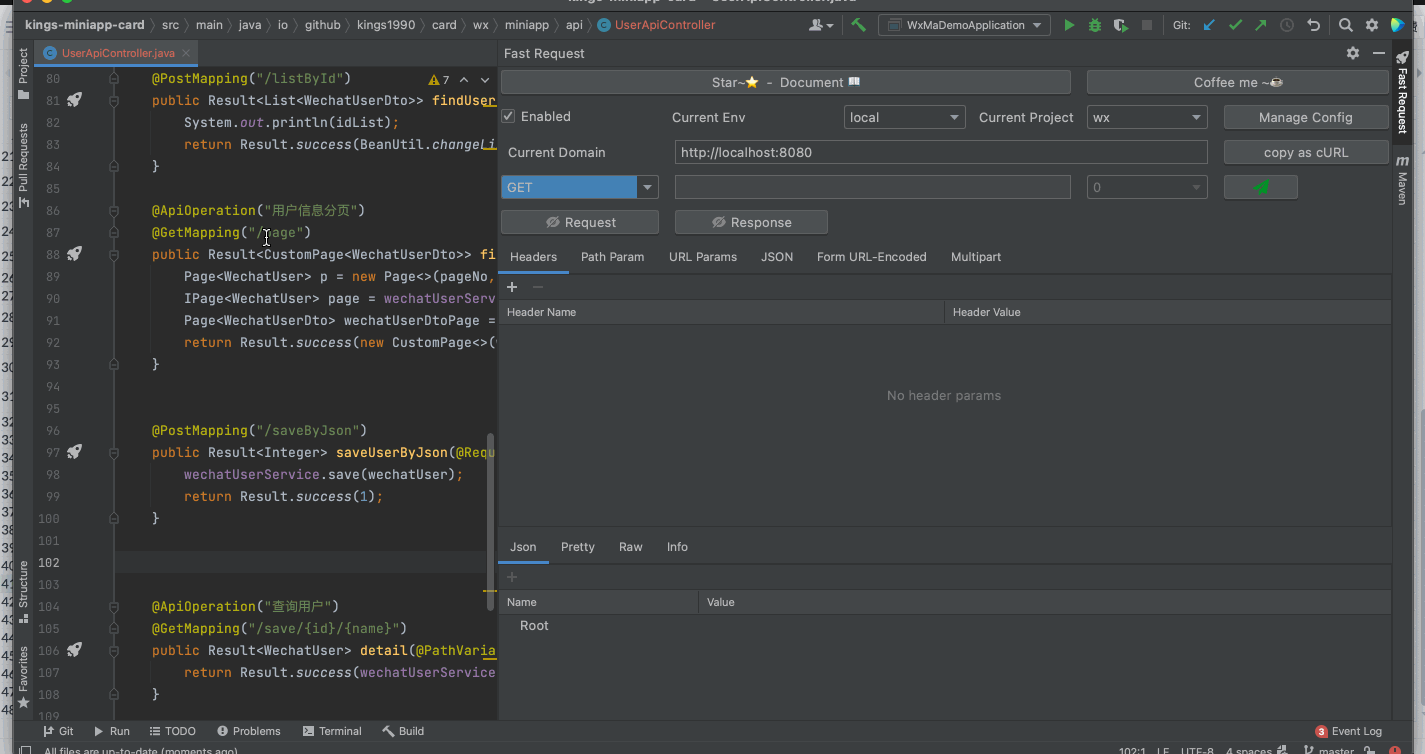 kings-miniapp-card
UserApiController.java
kings-miniapp-card
src
main
java
io
github
kings1990
card
wx
miniapp
api
UserApiController
WxMaDemoApplication
Git:
Project
Pull Requests
Structure
Favorites
UserApiController.java
7
80 @PostMapping("/listById")
81 public Result<List<WechatUserDto>> findUser
82 System.out.println(idList);
83 return Result.success(BeanUtil.changeLi
84 }
85
86 @ApiOperation("用户信息分页")
87 @GetMapping("/page")
88 public Result<CustomPage<WechatUserDto>> fi
89 Page<WechatUser> p = new Page<>(pageNo,
90 IPage<WechatUser> page = wechatUserServ
91 Page<WechatUserDto> wechatUserDtoPage =
92 return Result.success(new CustomPage<>(
93 }
94
95
96 @PostMapping("/saveByJson")
97 public Result<Integer> saveUserByJson(@Requ
98 wechatUserService.save(wechatUser);
99 return Result.success(1);
100 }
101
102
103
104 @ApiOperation("查询用户")
105 @GetMapping("/save/{id}/{name}")
106 public Result<WechatUser> detail(@PathVaria
107 return Result.success(wechatUserService
108 }
109
Fast Request
Star~⭐ - Document 📖
Coffee me ~☕
Enabled
Current Env
local
Current Project
wx
Manage Config
Current Domain
http://localhost:8080
copy as cURL
GET
0
Request
Response
Headers
Path Param
URL Params
JSON
Form URL-Encoded
Multipart
Header Name
Header Value
No header params
Json
Pretty
Raw
Info
Name
Value
Root
Fast Request
m
Maven
Git
Run
TODO
Problems
Terminal
Build
3 Event Log
All files are up-to-date (moments ago)
102:1
LF
UTF-8
4 spaces
master